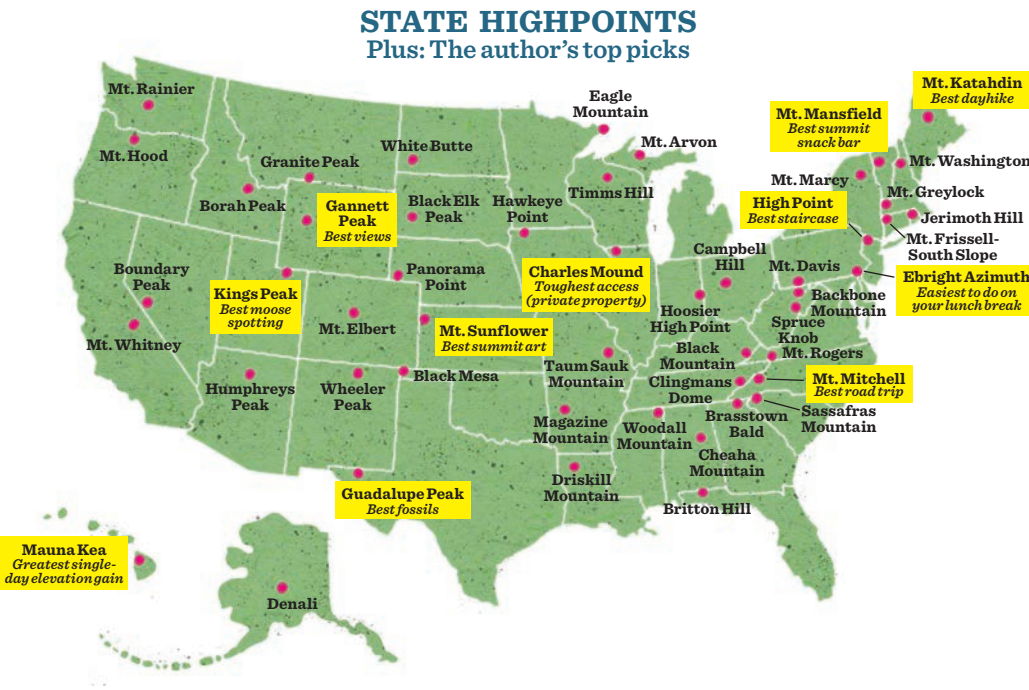 STATE HIGHPOINTS
Plus: The author's top picks
Mt. Rainier
Mt. Hood
Granite Peak
Borah Peak
White Butte
Gannett
Peak
Best views
Black Elk
Peak
Hawkeye
Point
Eagle
Mountain
Mt. Arvon
Timms Hill
Mt. Katahdin
Best dayhike
Mt. Mansfield
Best summit
snack bar
Mt. Washington
Mt. Marcy
Mt. Greylock
High Point
Best staircase
Jerimoth Hill
Mt. Frissell-
South Slope
Boundary
Peak
Mt. Whitney
Kings Peak
Best moose
spotting
Panorama
Point
Mt. Elbert
Mt. Sunflower
Best summit art
Charles Mound
Toughest access
(private property)
Campbell
Hill
Hoosier
High Point
Mt. Davis
Ebright Azimuth
Easiest to do on
your lunch break
Backbone
Mountain
Spruce
Knob
Mt. Rogers
Humphreys
Peak
Wheeler
Peak
Black Mesa
Taum Sauk
Mountain
Black
Mountain
Clingmans
Dome
Mt. Mitchell
Best road trip
Magazine
Mountain
Woodall
Mountain
Brasstown
Bald
Sassafras
Mountain
Cheaha
Mountain
Driskill
Mountain
Britton Hill
Guadalupe Peak
Best fossils
Mauna Kea
Greatest single-
day elevation gain
Denali